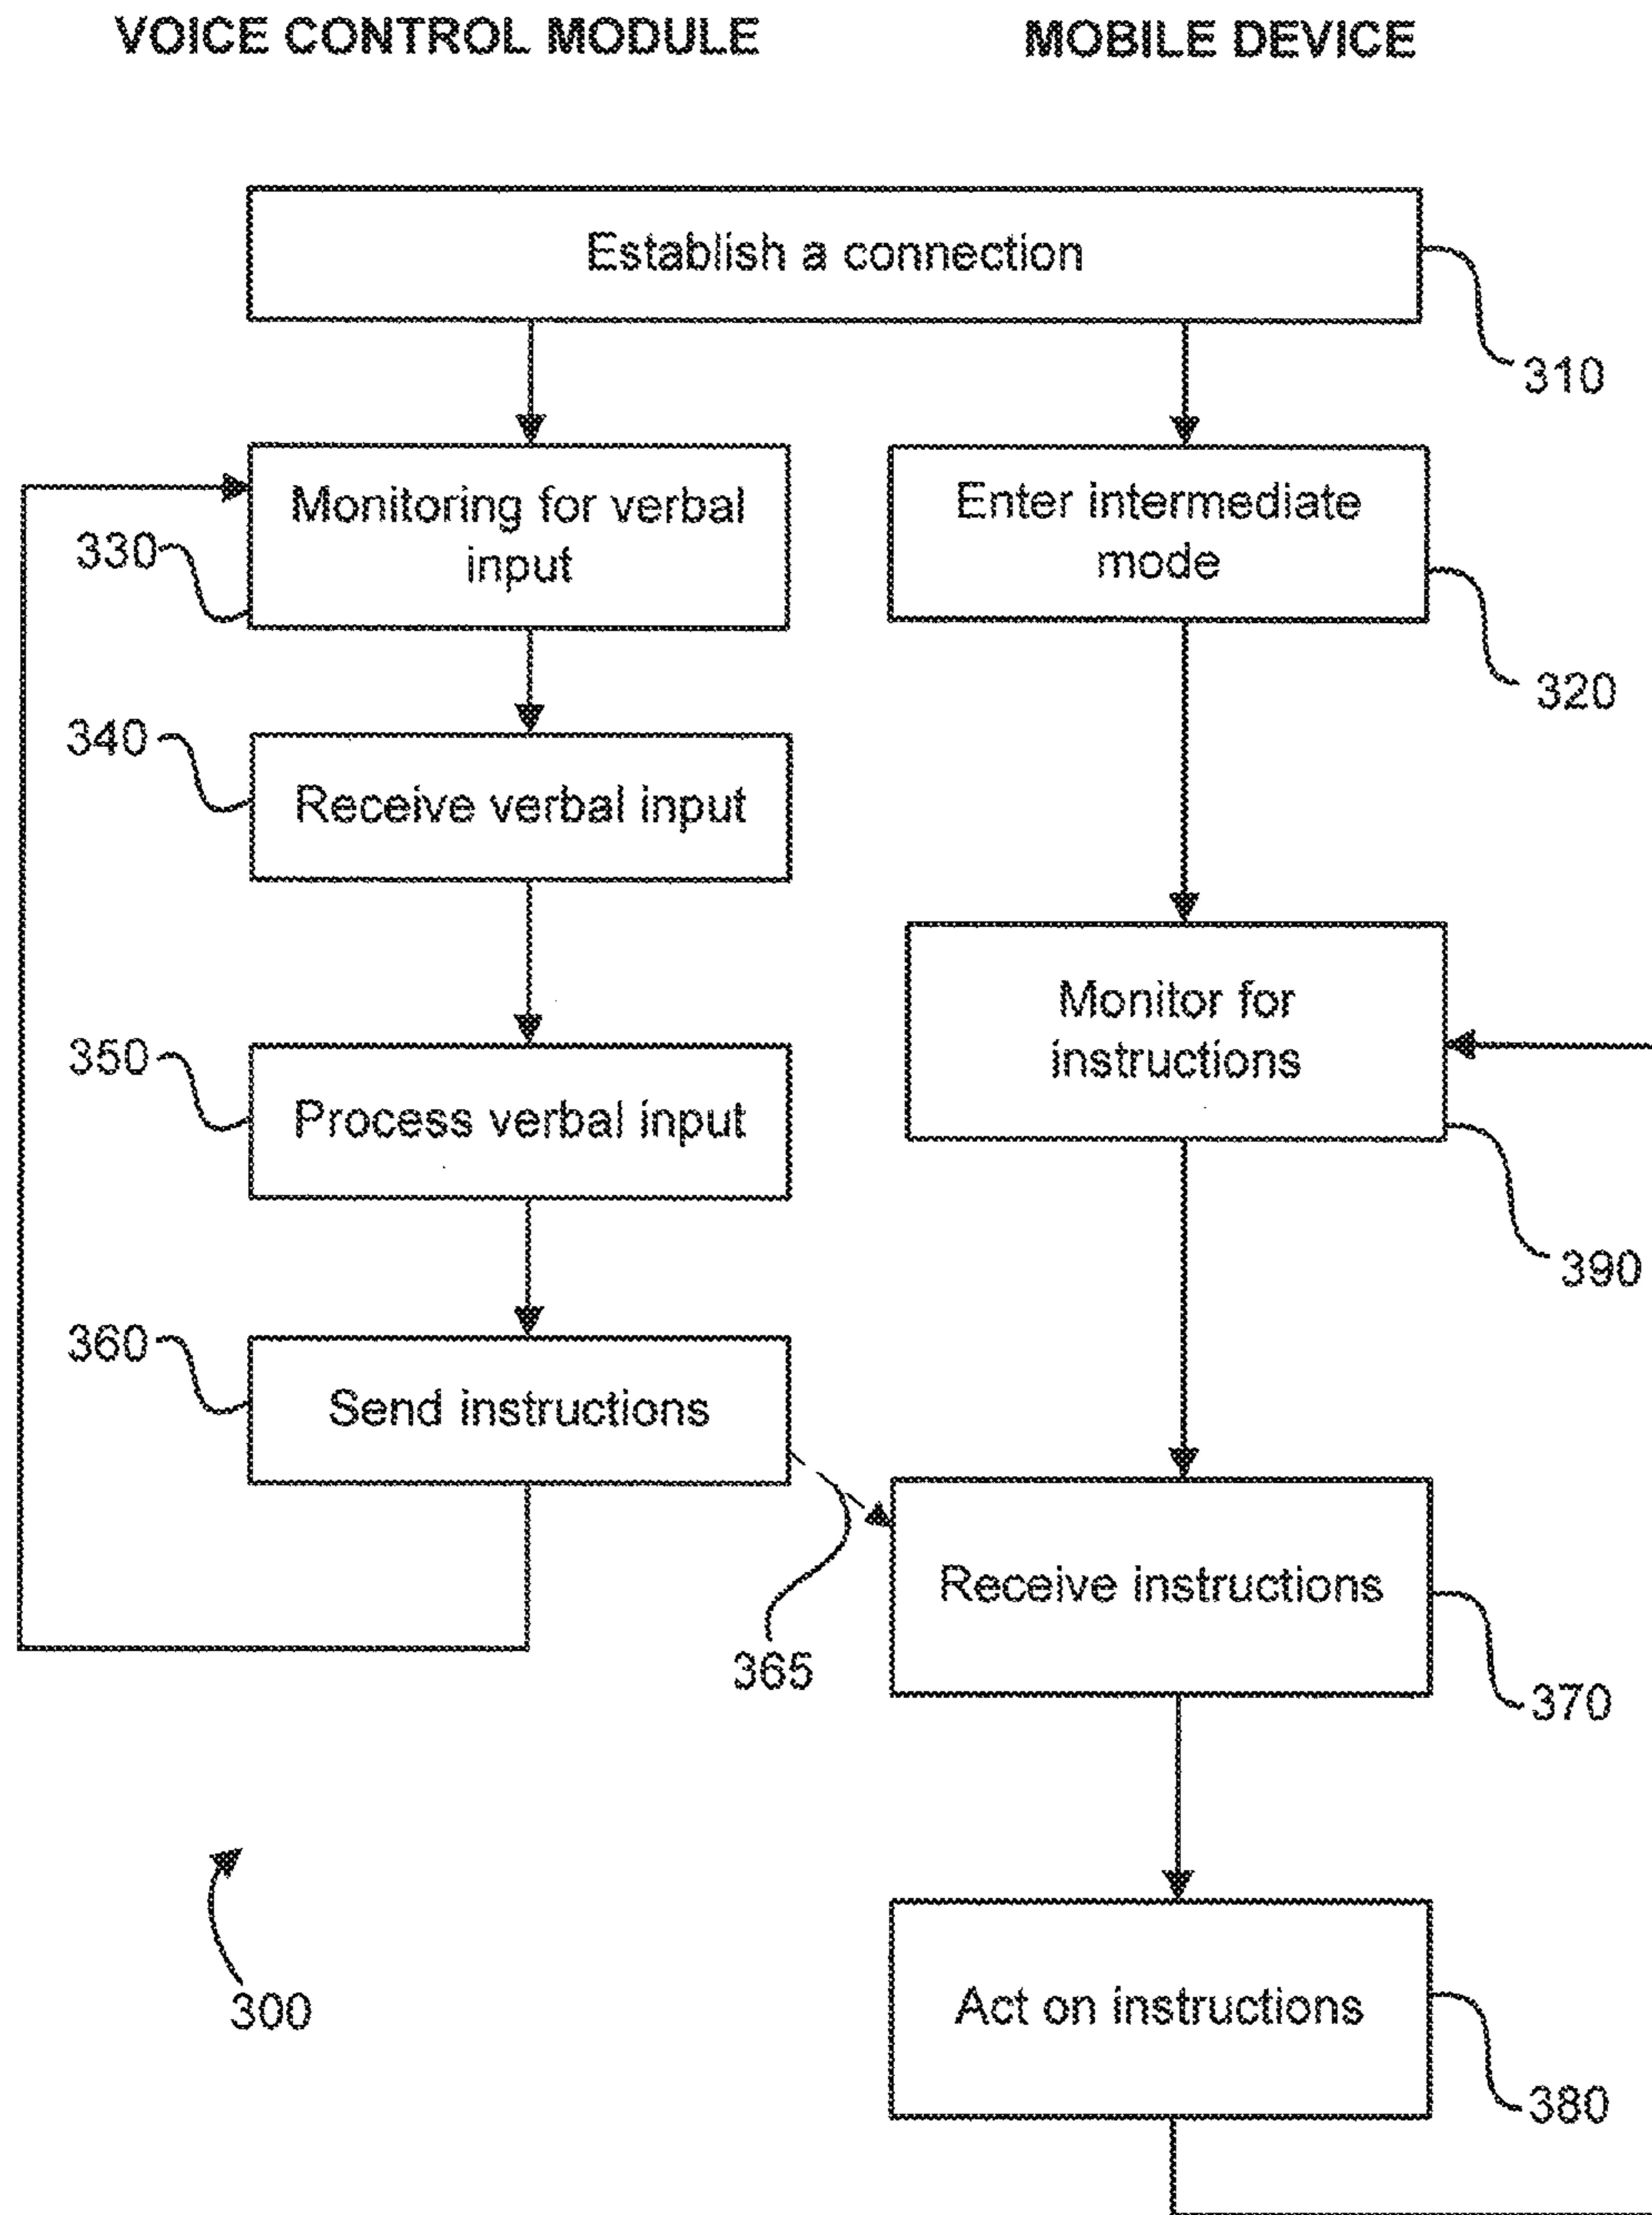 VOICE CONTROL MODULE
MOBILE DEVICE
Establish a connection
310
Monitoring for verbal
input
330
Enter intermediate
mode
320
340
Receive verbal input
Monitor for
instructions
390
350
Process verbal input
360
Send instructions
365
Receive instructions
370
300
Act on instructions
380